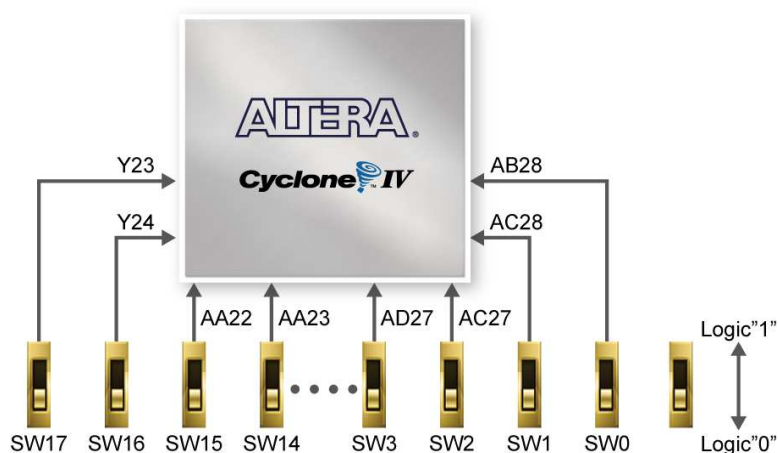 ALTERA®
Cyclone™ IV
Y23
AB28
Y24
AC28
AA22
AA23
AD27
AC27
Logic”1”
SW17
SW16
SW15
SW14
SW3
SW2
SW1
SW0
Logic”0”